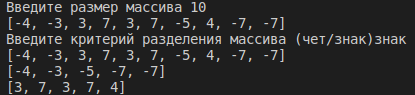 Введите размер массива 10
[-4, -3, 3, 7, 3, 7, -5, 4, -7, -7]
Введите критерий разделения массива (чет/знак)знак
[-4, -3, 3, 7, 3, 7, -5, 4, -7, -7]
[-4, -3, -5, -7, -7]
[3, 7, 3, 7, 4]